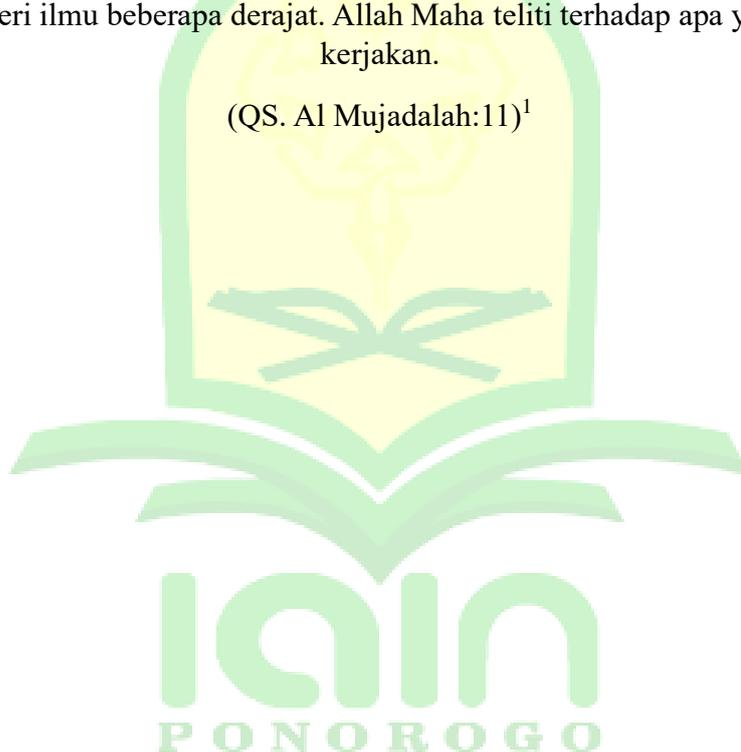 eri ilmu beberapa derajat. Allah Maha teliti terhadap apa y
kerjakan.
(QS. Al Mujadalah:11)1
IAIN
PONOROGO